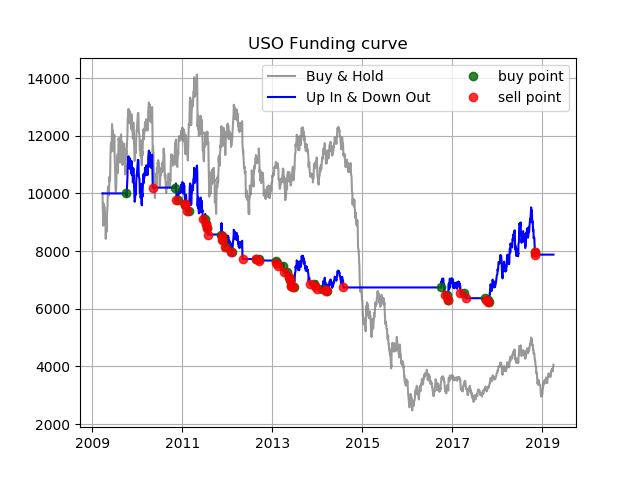 USO Funding curve
Buy & Hold
Up In & Down Out
buy point
sell point
14000
12000
10000
8000
6000
4000
2000
2009 2011 2013 2015 2017 2019